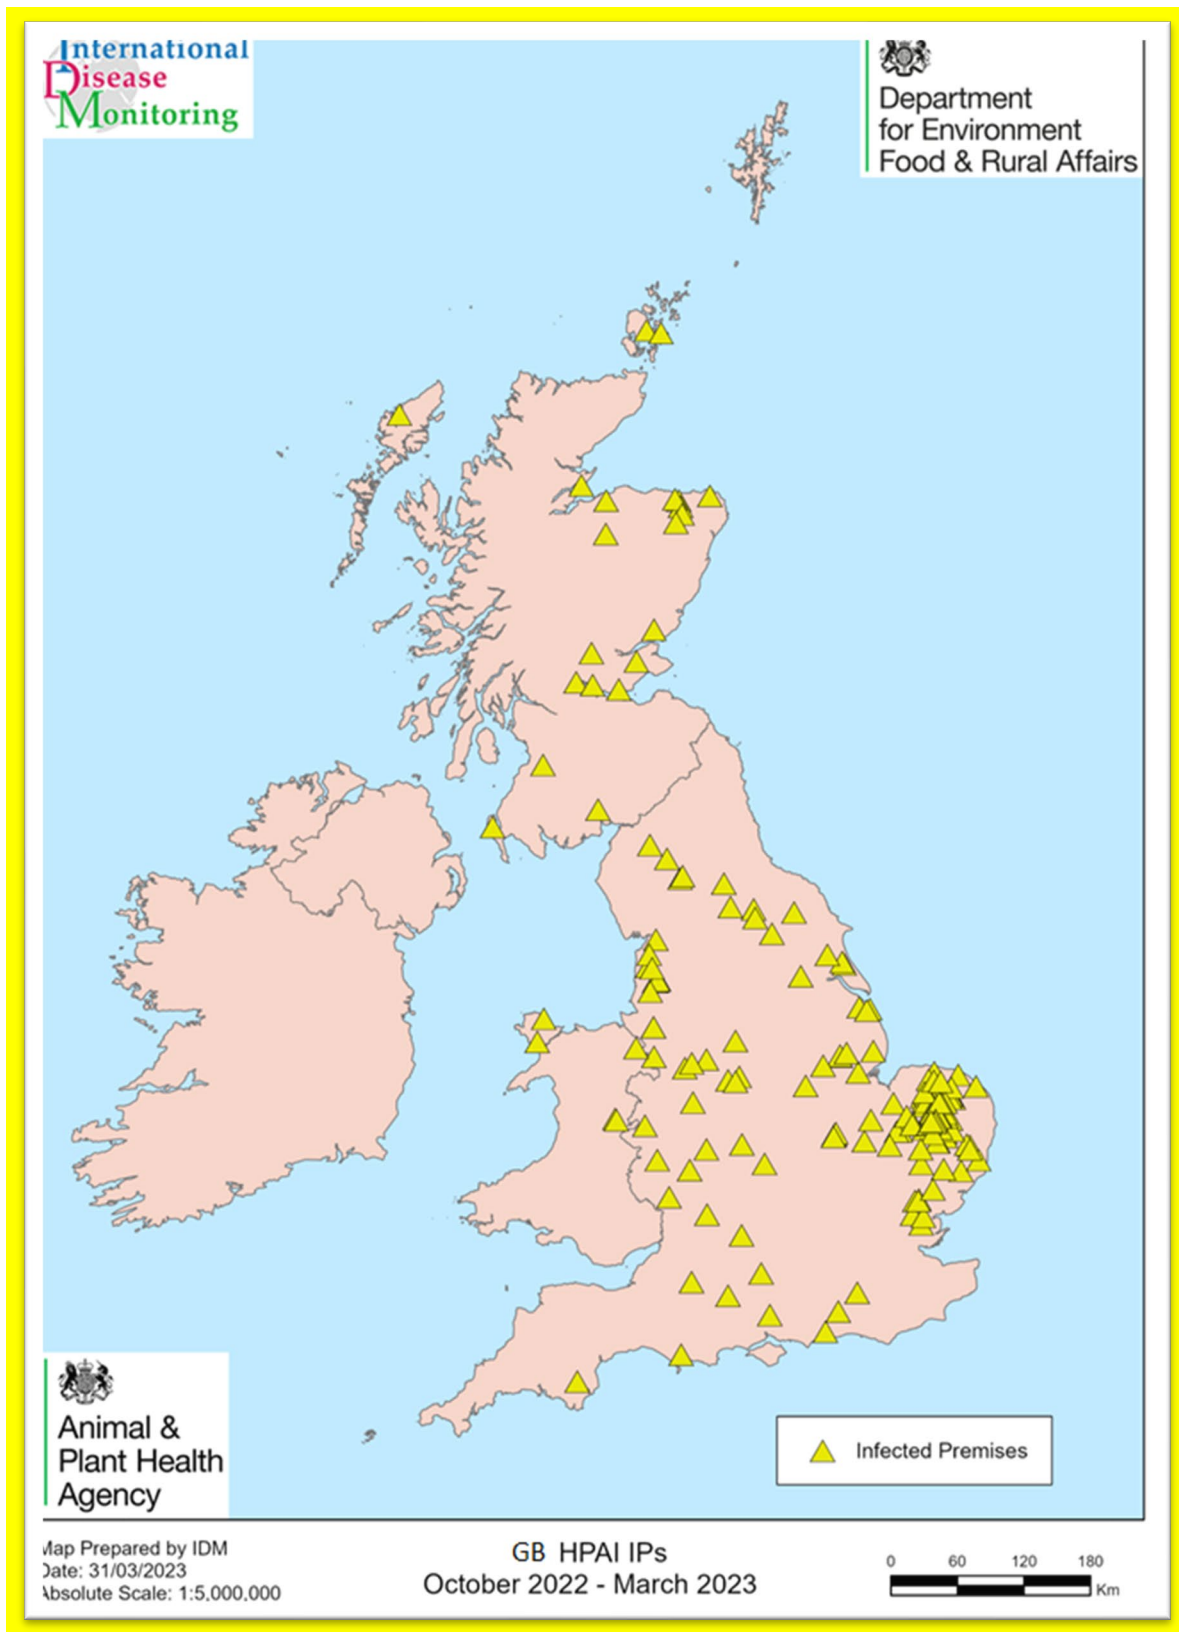 International
Disease
Monitoring
Department
for Environment
Food & Rural Affairs
Animal &
Plant Health
Agency
Infected Premises
Map Prepared by IDM
Date: 31/03/2023
Absolute Scale: 1:5,000,000
GB HPAI IPs
October 2022 - March 2023
0 60 120 180
Km